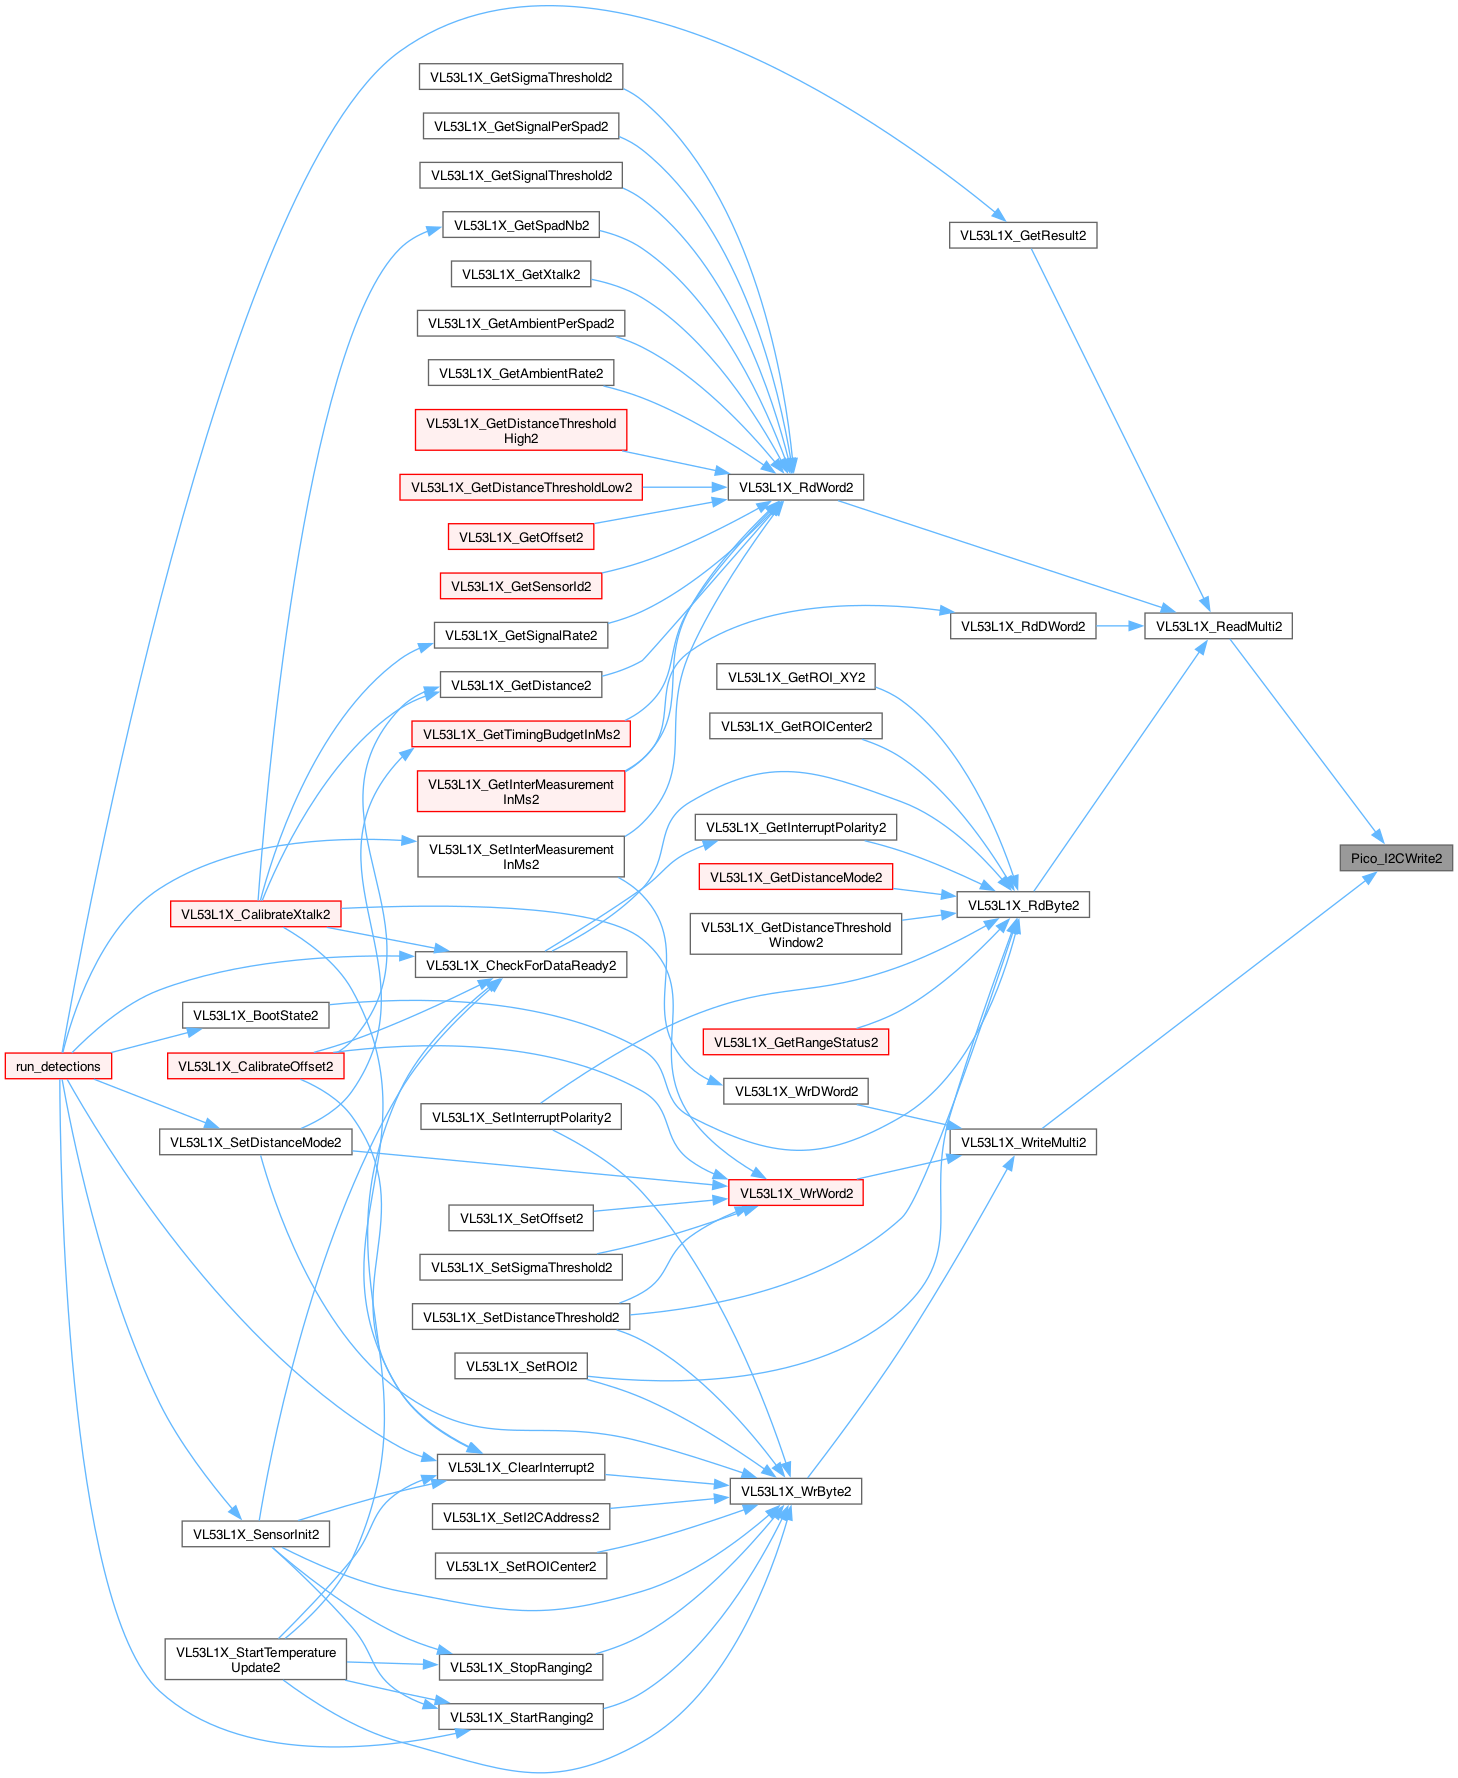 VL53L1X_GetSigmaThreshold2
VL53L1X_GetSignalPerSpad2
VL53L1X_GetSignalThreshold2
VL53L1X_GetSpadNb2
VL53L1X_GetResult2
VL53L1X_GetXtalk2
VL53L1X_GetAmbientPerSpad2
VL53L1X_GetAmbientRate2
VL53L1X_GetDistanceThreshold
High2
VL53L1X_GetDistanceThresholdLow2
VL53L1X_RdWord2
VL53L1X_GetOffset2
VL53L1X_GetSensorId2
VL53L1X_GetSignalRate2
VL53L1X_RdDWord2
VL53L1X_ReadMulti2
VL53L1X_GetDistance2
VL53L1X_GetROI_XY2
VL53L1X_GetTimingBudgetInMs2
VL53L1X_GetROICenter2
VL53L1X_GetInterMeasurement
InMs2
VL53L1X_GetInterruptPolarity2
VL53L1X_SetInterMeasurement
InMs2
Pico_I2CWrite2
VL53L1X_GetDistanceMode2
VL53L1X_CalibrateXtalk2
VL53L1X_RdByte2
VL53L1X_GetDistanceThreshold
Window2
VL53L1X_CheckForDataReady2
VL53L1X_BootState2
VL53L1X_GetRangeStatus2
run_detections
VL53L1X_CalibrateOffset2
VL53L1X_WrDWord2
VL53L1X_SetInterruptPolarity2
VL53L1X_SetDistanceMode2
VL53L1X_WriteMulti2
VL53L1X_WrWord2
VL53L1X_SetOffset2
VL53L1X_SetSigmaThreshold2
VL53L1X_SetDistanceThreshold2
VL53L1X_SetROI2
VL53L1X_ClearInterrupt2
VL53L1X_WrByte2
VL53L1X_SetI2CAddress2
VL53L1X_SensorInit2
VL53L1X_SetROICenter2
VL53L1X_StartTemperature
Update2
VL53L1X_StopRanging2
VL53L1X_StartRanging2